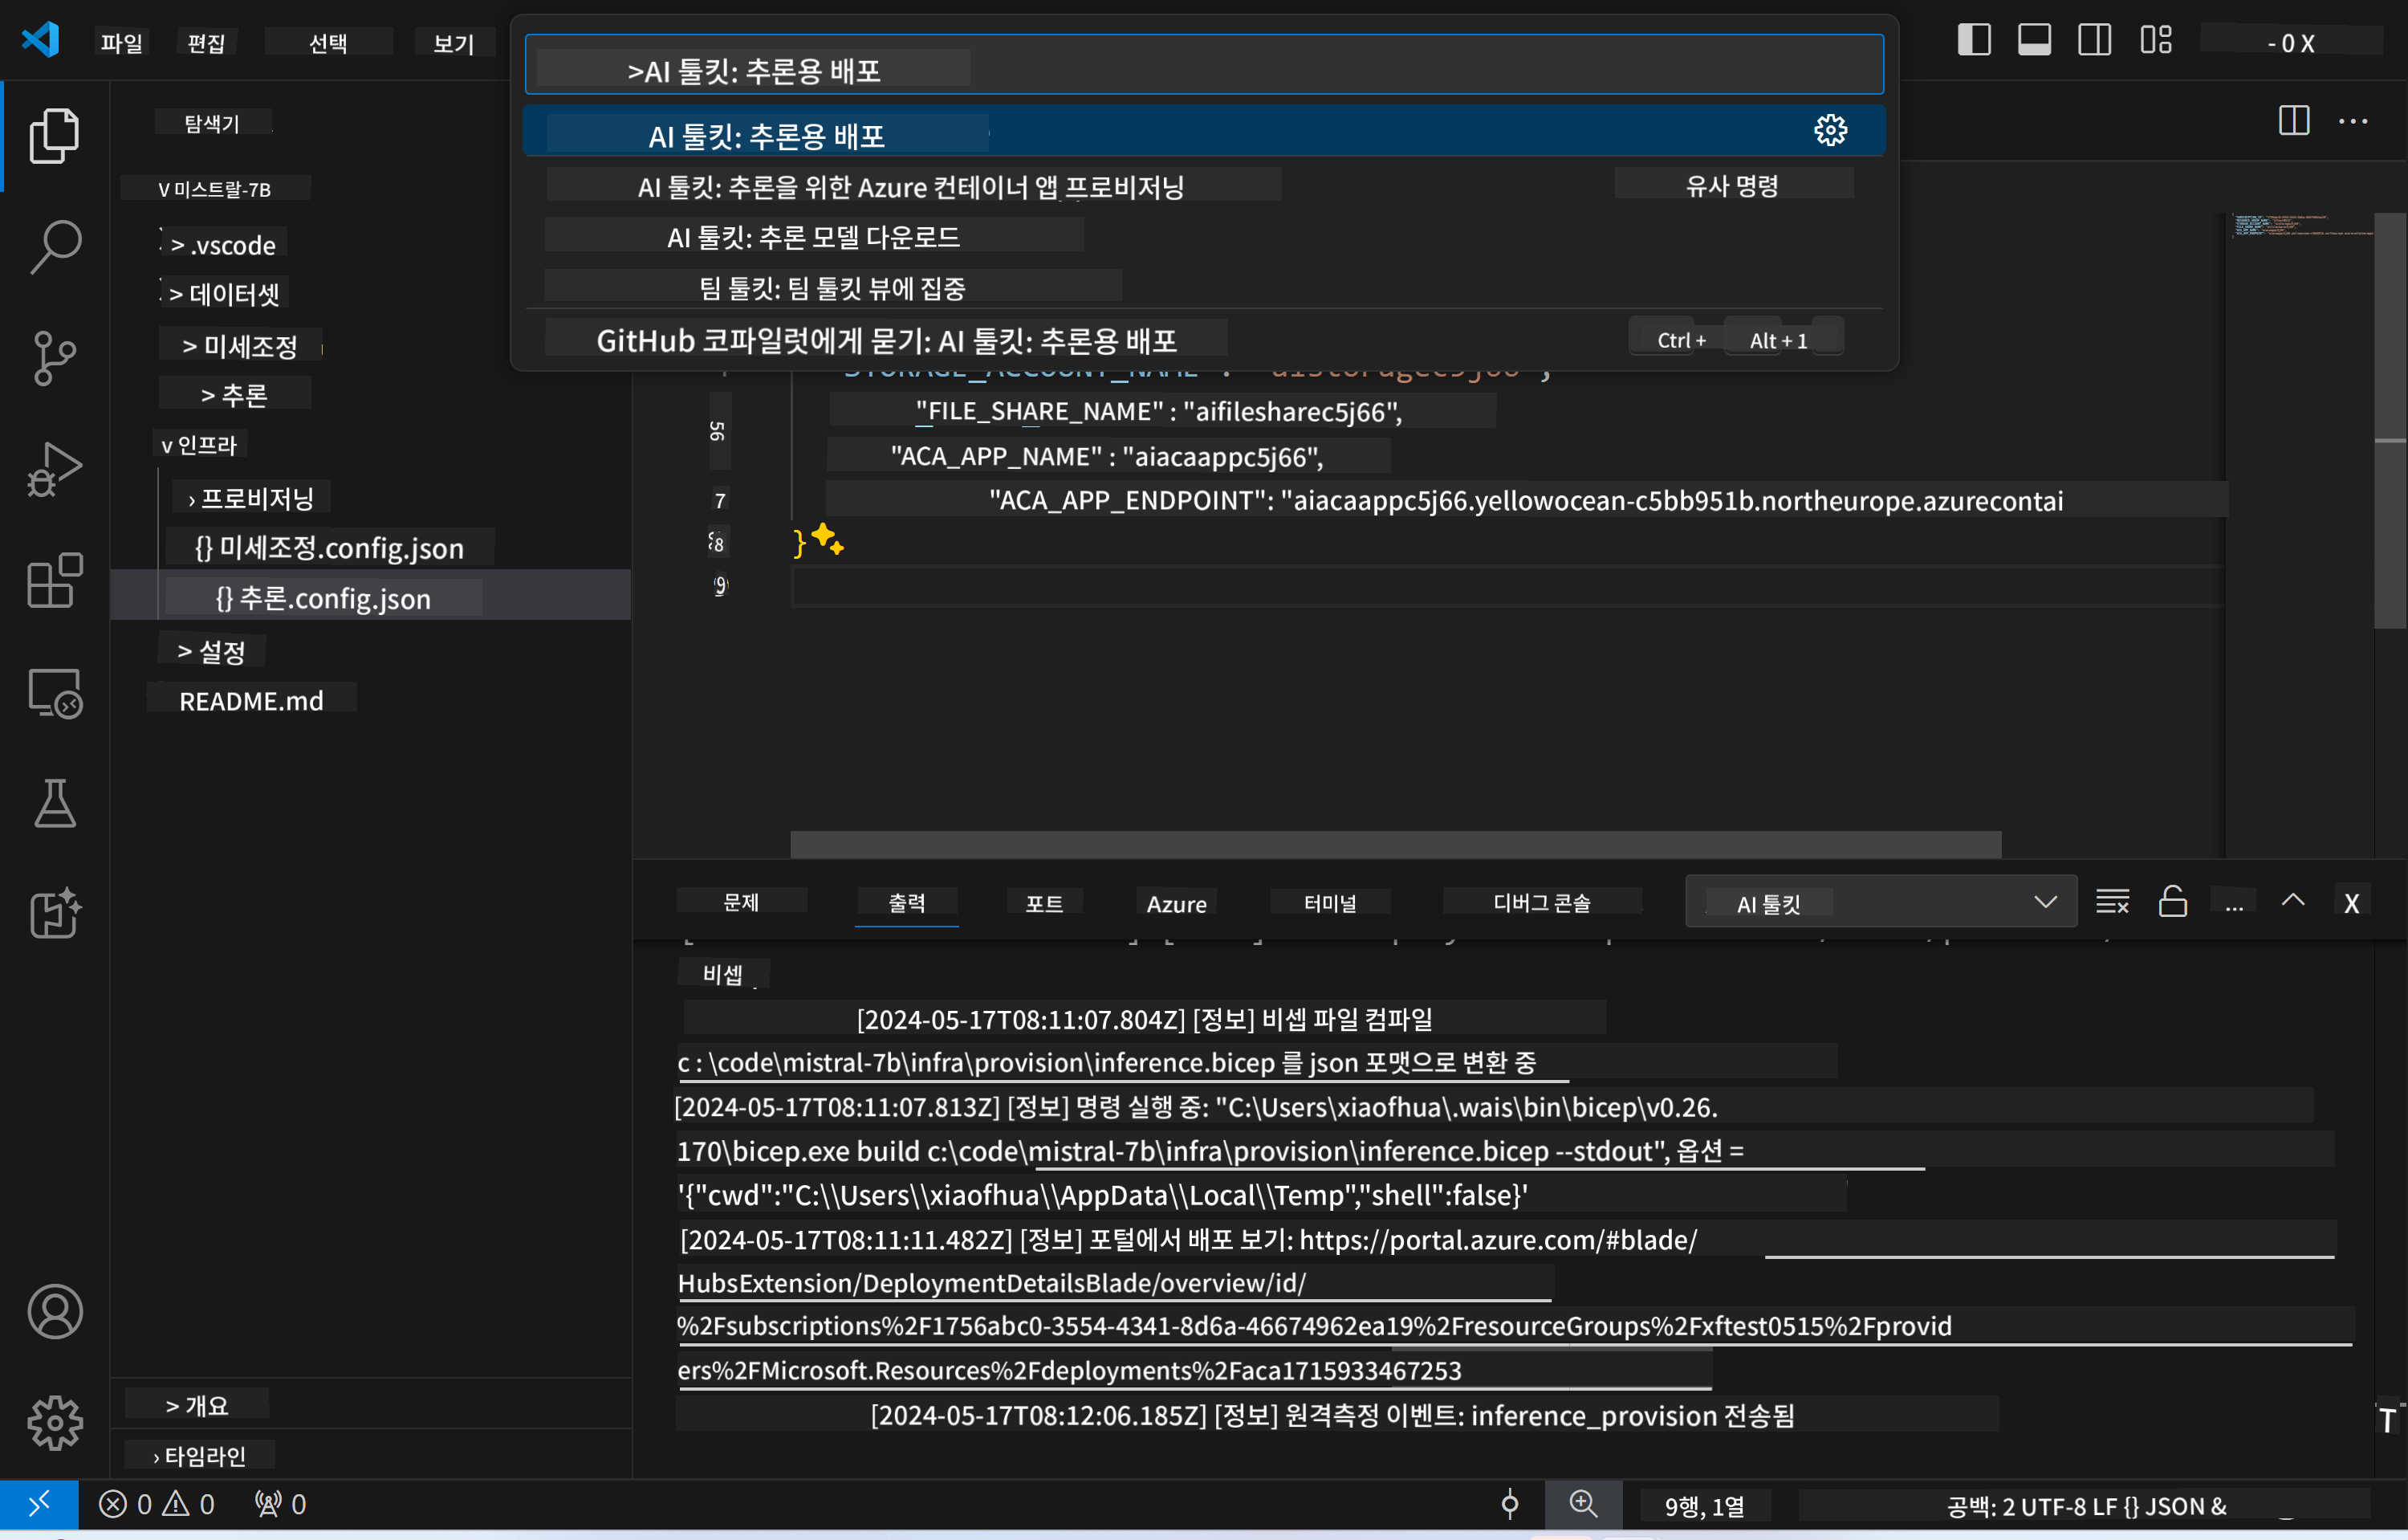 파일 편집 선택 보기
- 0 X
>AI 툴킷: 추론용 배포
AI 툴킷: 추론용 배포
AI 툴킷: 추론을 위한 Azure 컨테이너 앱 프로비저닝 유사 명령
AI 툴킷: 추론 모델 다운로드
팀 툴킷: 팀 툴킷 뷰에 집중
GitHub 코파일럿에게 묻기: AI 툴킷: 추론용 배포 Ctrl + Alt + 1
탐색기
V 미스트랄-7B
> .vscode
> 데이터셋
> 미세조정
> 추론
v 인프라
› 프로비저닝
{} 미세조정.config.json
{} 추론.config.json
> 설정
README.md
> 개요
› 타임라인
"FILE_SHARE_NAME" : "aifilesharec5j66",
56
"ACA_APP_NAME" : "aiacaappc5j66",
7 "ACA_APP_ENDPOINT": "aiacaappc5j66.yellowocean-c5bb951b.northeurope.azurecontai
8 }
9
문제 출력 포트 Azure 터미널 디버그 콘솔 AI 툴킷 ... X
비셉
[2024-05-17T08:11:07.804Z] [정보] 비셉 파일 컴파일
c : \code\mistral-7b\infra\provision\inference.bicep 를 json 포맷으로 변환 중
[2024-05-17T08:11:07.813Z] [정보] 명령 실행 중: "C:\Users\xiaofhua\.wais\bin\bicep\v0.26.
170\bicep.exe build c:\code\mistral-7b\infra\provision\inference.bicep --stdout", 옵션 =
'{"cwd":"C:\\Users\\xiaofhua\\AppData\\Local\\Temp","shell":false}'
[2024-05-17T08:11:11.482Z] [정보] 포털에서 배포 보기: https://portal.azure.com/#blade/
HubsExtension/DeploymentDetailsBlade/overview/id/
%2Fsubscriptions%2F1756abc0-3554-4341-8d6a-46674962ea19%2FresourceGroups%2Fxftest0515%2Fprovid
ers%2FMicrosoft.Resources%2Fdeployments%2Faca1715933467253
[2024-05-17T08:12:06.185Z] [정보] 원격측정 이벤트: inference_provision 전송됨
T
0 0 0 9행, 1열 공백: 2 UTF-8 LF {} JSON &